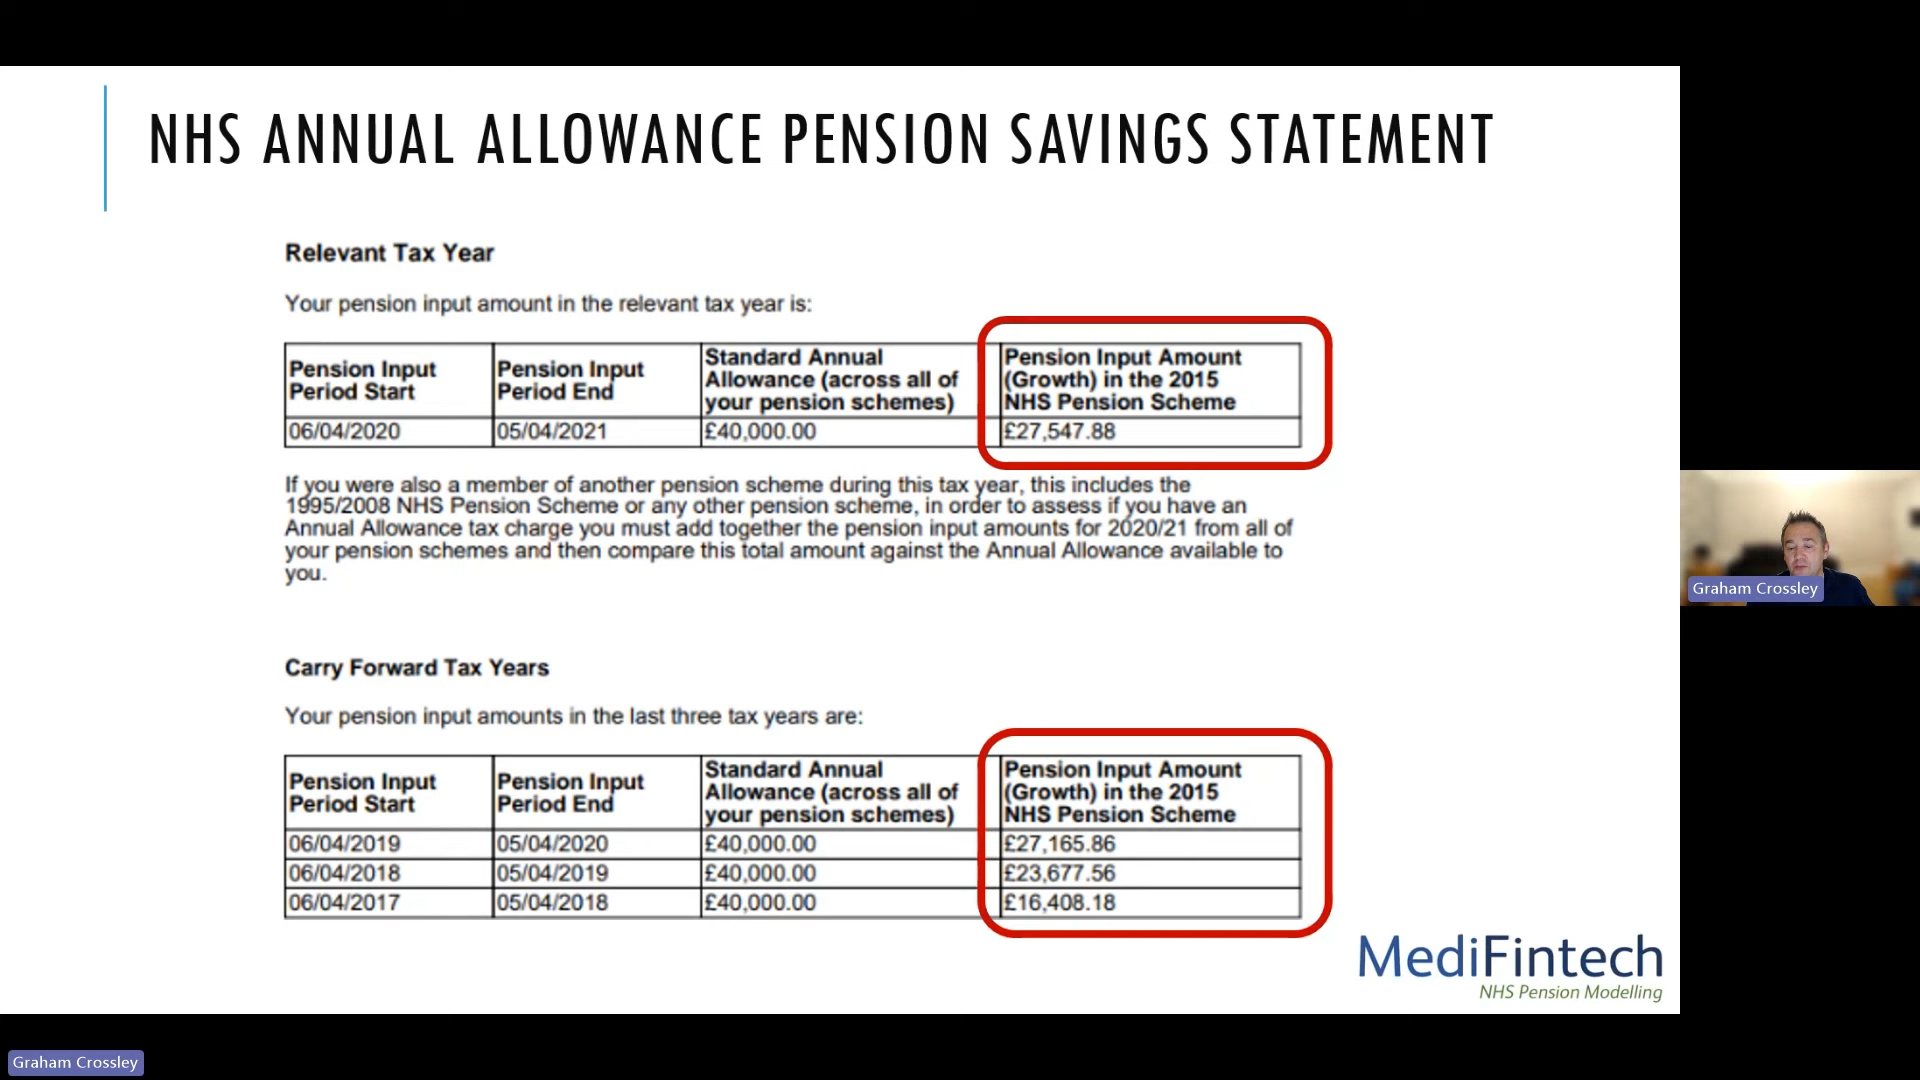 NHS ANNUAL ALLOWANCE PENSION SAVINGS STATEMENT
Relevant Tax Year
Your pension input amount in the relevant tax year is:
Pension Input Period Start
Pension Input Period End
Standard Annual Allowance (across all of your pension schemes)
Pension Input Amount (Growth) in the 2015 NHS Pension Scheme
06/04/2020 05/04/2021 £40,000.00 £27,547.88
If you were also a member of another pension scheme during this tax year, this includes the
1995/2008 NHS Pension Scheme or any other pension scheme, in order to assess if you have an
Annual Allowance tax charge you must add together the pension input amounts for 2020/21 from all of
your pension schemes and then compare this total amount against the Annual Allowance available to
you.
Graham Crossley
Carry Forward Tax Years
Your pension input amounts in the last three tax years are:
Pension Input Period Start
Pension Input Period End
Standard Annual Allowance (across all of your pension schemes)
Pension Input Amount (Growth) in the 2015 NHS Pension Scheme
06/04/2019 05/04/2020 £40,000.00 £27,165.86
06/04/2018 05/04/2019 £40,000.00 £23,677.56
06/04/2017 05/04/2018 £40,000.00 £16,408.18
MediFintech
NHS Pension Modelling
Graham Crossley